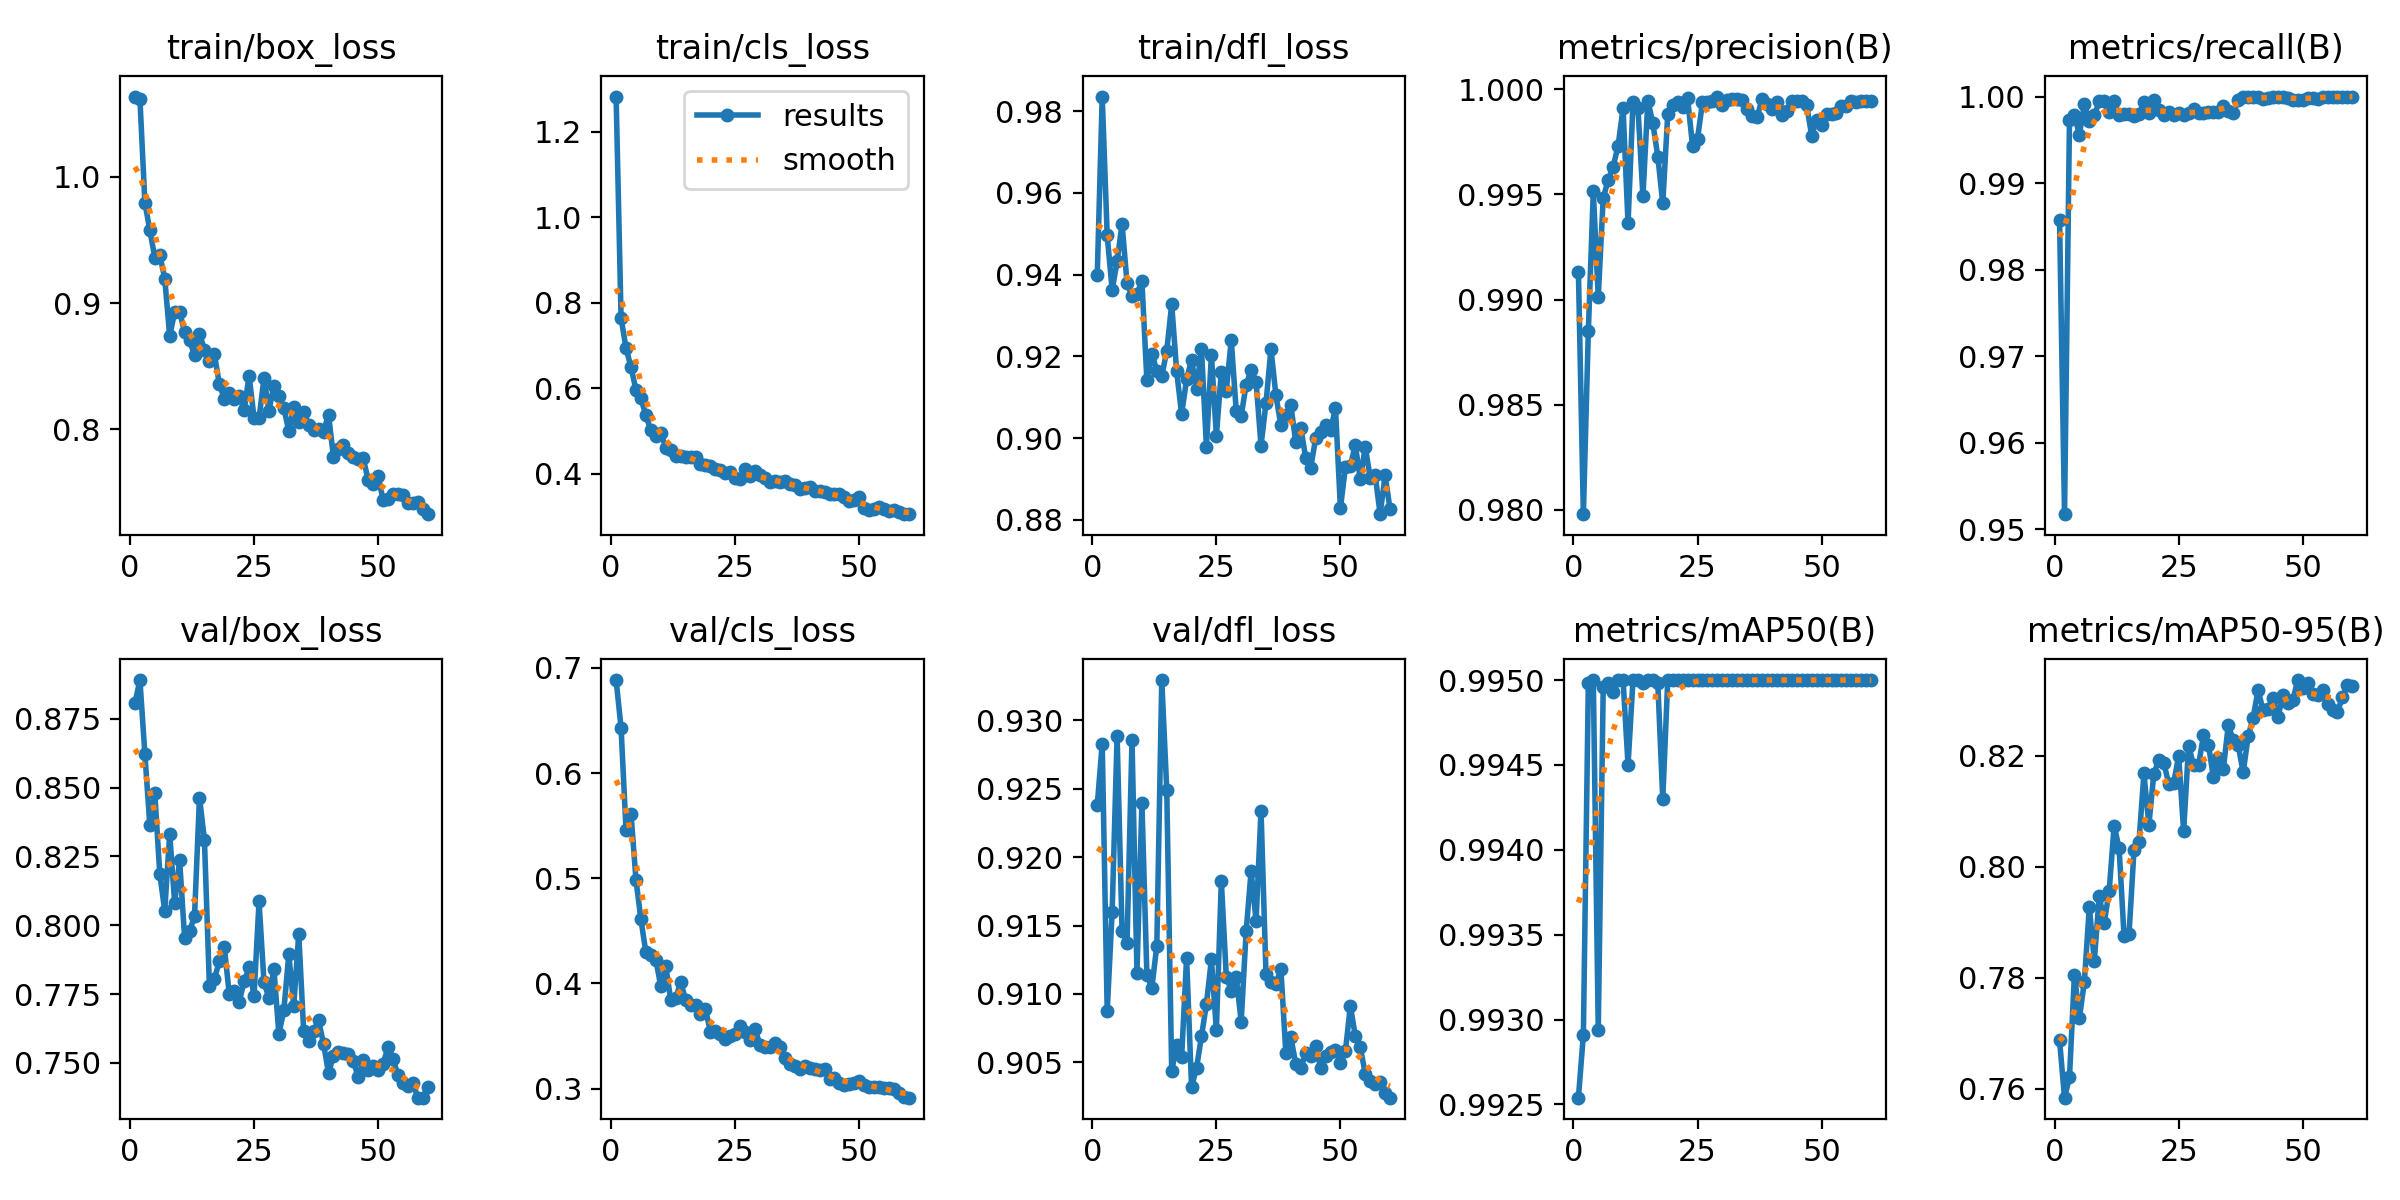 train/box_loss
1.0
0.9
0.8
0 25 50
train/cls_loss
results
smooth
1.2
1.0
0.8
0.6
0.4
0 25 50
train/dfl_loss
0.98
0.96
0.94
0.92
0.90
0.88
0 25 50
metrics/precision(B)
1.000
0.995
0.990
0.985
0.980
0 25 50
metrics/recall(B)
1.00
0.99
0.98
0.97
0.96
0.95
0 25 50
val/box_loss
0.875
0.850
0.825
0.800
0.775
0.750
0 25 50
val/cls_loss
0.7
0.6
0.5
0.4
0.3
0 25 50
val/dfl_loss
0.930
0.925
0.920
0.915
0.910
0.905
0 25 50
metrics/mAP50(B)
0.9950
0.9945
0.9940
0.9935
0.9930
0.9925
0 25 50
metrics/mAP50-95(B)
0.82
0.80
0.78
0.76
0 25 50